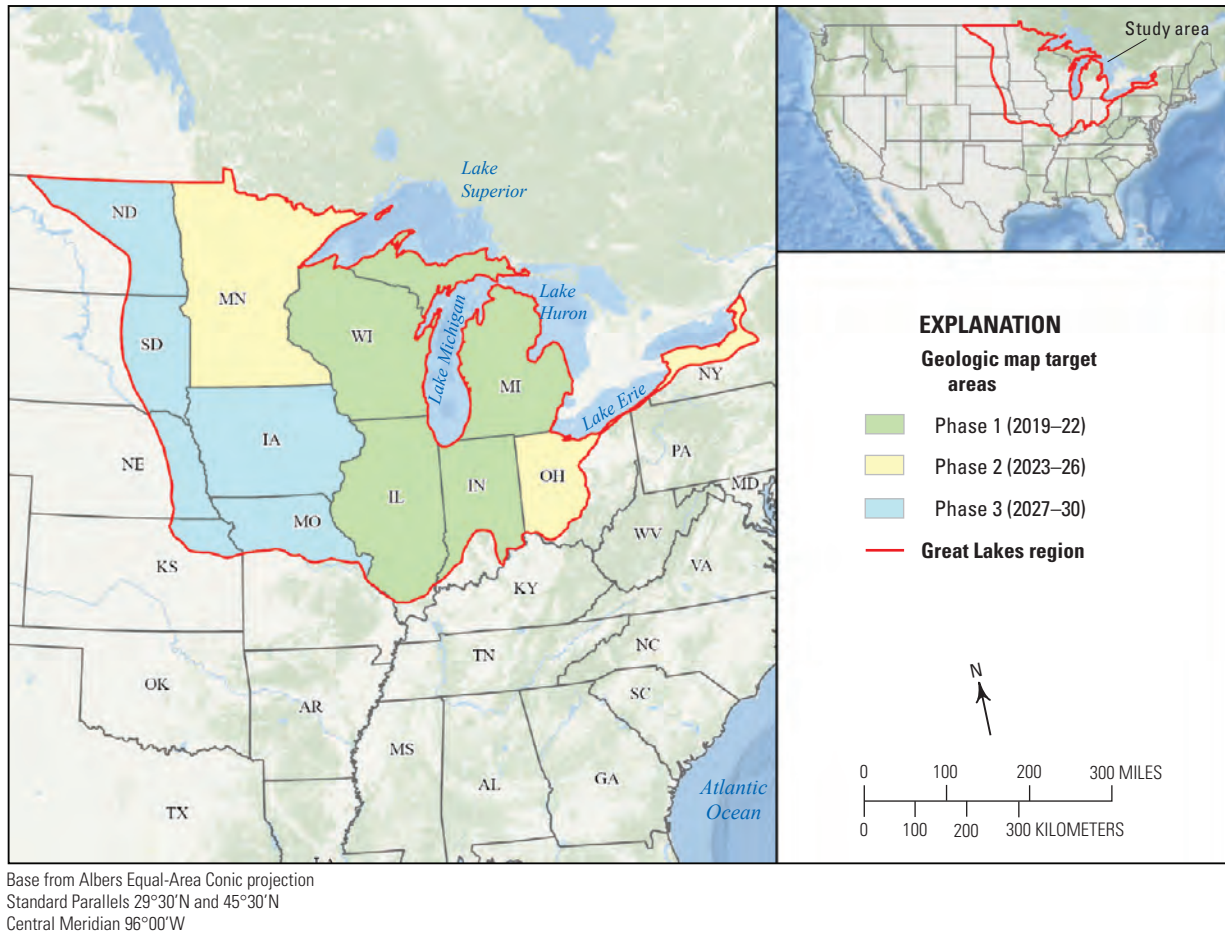 Study area
Lake
Superior
ND
MN
Lake
Huron
WI
Lake Michigan
SD
MI
NY
Lake Erie
IA
PA
NE
OH
IL
IN
MD
MO
WV
KS
VA
KY
NC
TN
OK
SC
AR
MS
GA
AL
Atlantic
Ocean
TX
LA
EXPLANATION
Geologic map target
areas
Phase 1 (2019–22)
Phase 2 (2023–26)
Phase 3 (2027–30)
Great Lakes region
N
0 100 200 300 MILES
0 100 200 300 KILOMETERS
Base from Albers Equal-Area Conic projection
Standard Parallels 29°30'N and 45°30'N
Central Meridian 96°00'W